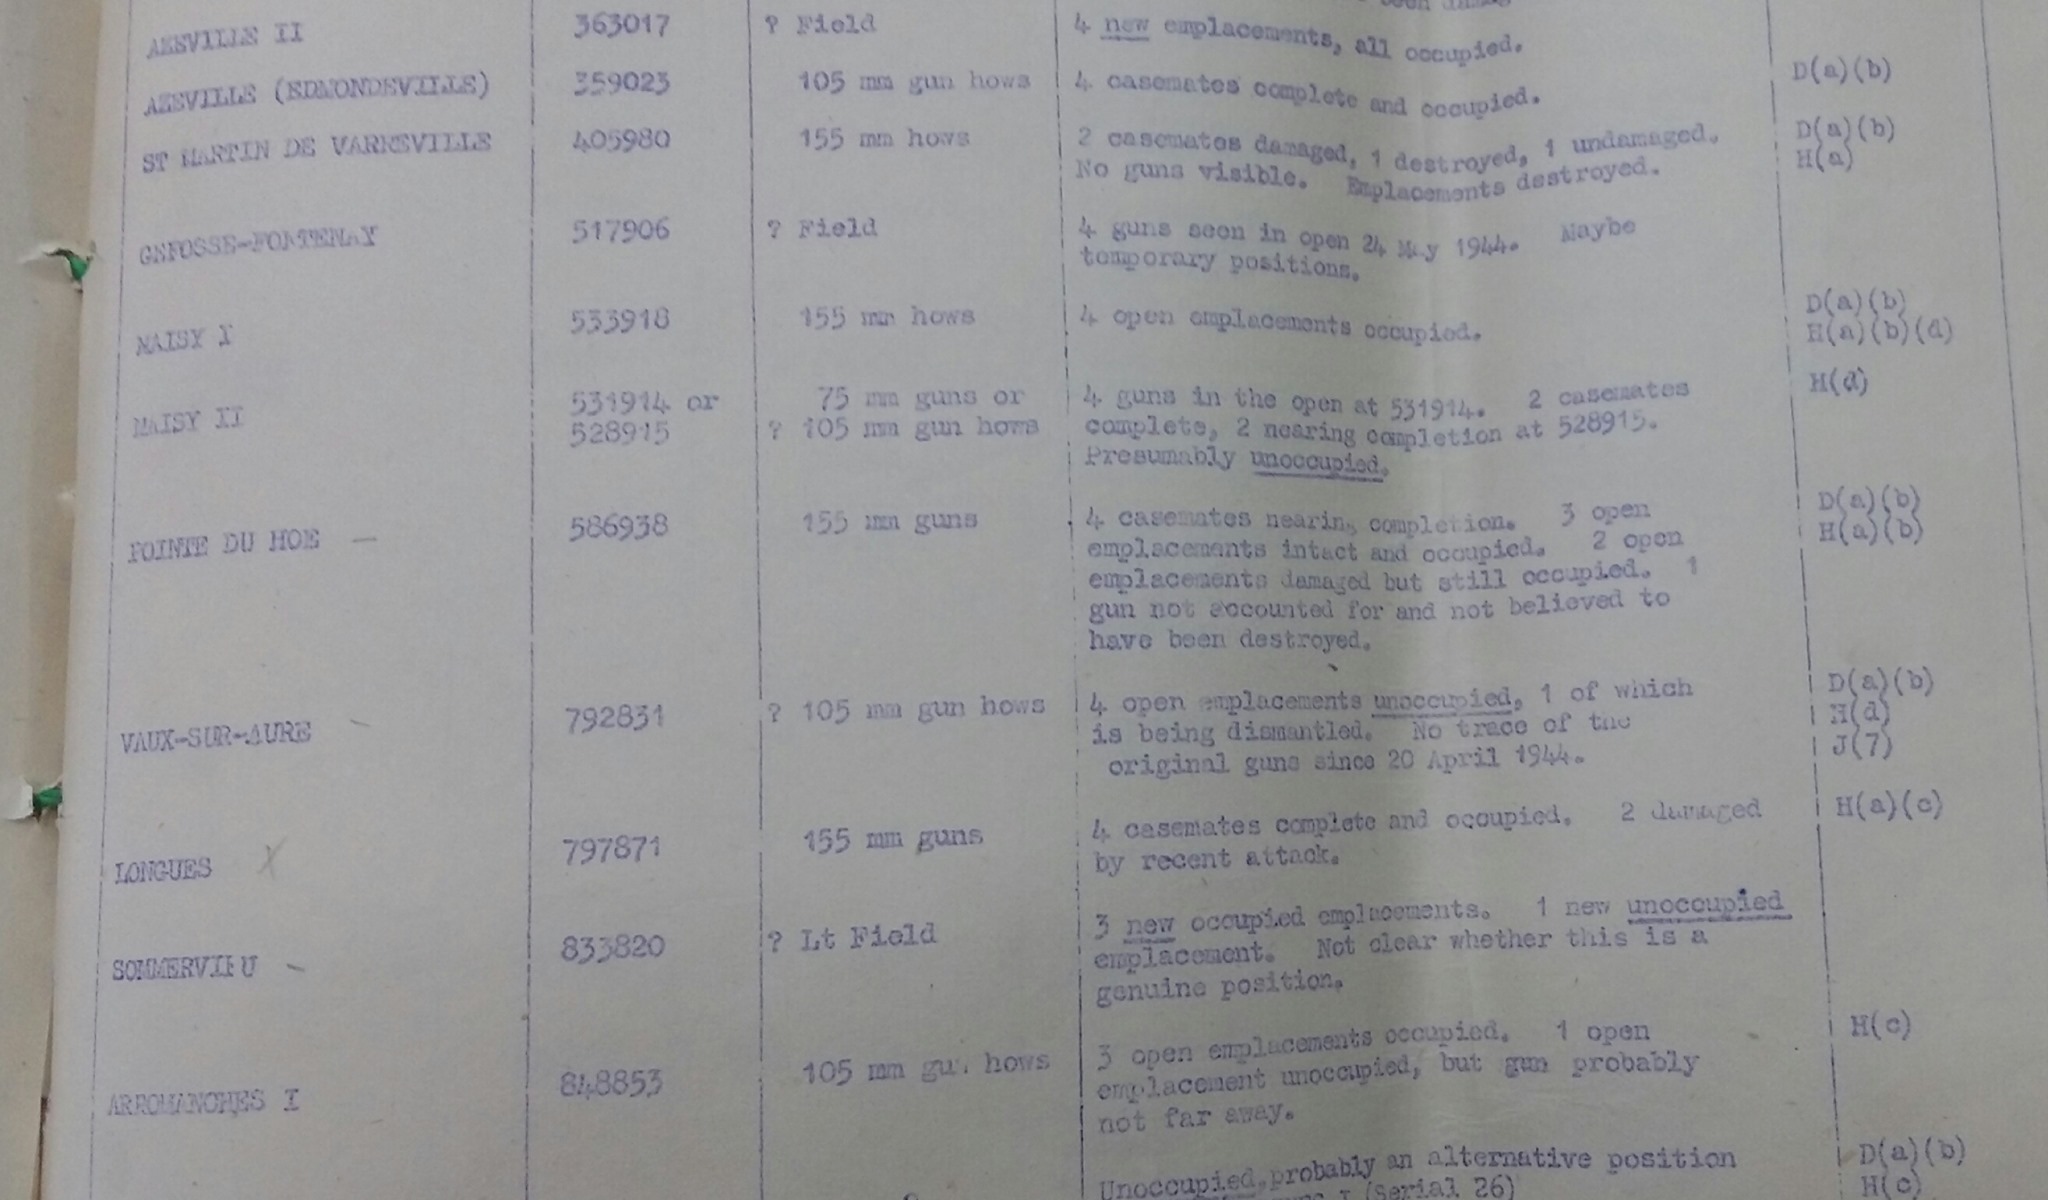 AZEVILLE II 363017 ? Field 4 new emplacements, all occupied.
AZEVILLE (EDMONDEVILLE) 359023 105 mm gun hows 4 casemates complete and occupied. D(a)(b)
ST MARTIN DE VARREVILLE 405980 155 mm hows 2 casemates damaged, 1 destroyed, 1 undamaged. D(a)(b)
No guns visible. Emplacements destroyed. H(a)
GEFOSSE-FONTENAY 517906 ? Field 4 guns seen in open 24 May 1944. Maybe
temporary positions.
MAISY I 533918 155 mm hows 4 open emplacements occupied. D(a)(b)
H(a)(b)(d)
MAISY II 531914 or 75 mm guns or 4 guns in the open at 531914. 2 casemates H(d)
528915 ? 105 mm gun hows complete, 2 nearing completion at 528915.
Presumably unoccupied.
POINTE DU HOE 586938 155 mm guns 4 casemates nearing completion. 3 open D(a)(b)
emplacements intact and occupied. 2 open H(a)(b)
emplacements damaged but still occupied. 1
gun not accounted for and not believed to
have been destroyed.
VAUX-SUR-AURE 792831 ? 105 mm gun hows 4 open emplacements unoccupied, 1 of which D(a)(b)
is being dismantled. No trace of the H(d)
original guns since 20 April 1944. J(7)
LONGUES X 797871 155 mm guns 4 casemates complete and occupied. 2 damaged H(a)(c)
by recent attack.
SOMMERVIEU 833820 ? Lt Field 3 new occupied emplacements. 1 new unoccupied
emplacement. Not clear whether this is a
genuine position.
ARROMANCHES I 848853 105 mm gun hows 3 open emplacements occupied. 1 open H(c)
emplacement unoccupied, but gun probably
not far away.
Unoccupied, probably an alternative position D(a)(b)
I (Serial 26) H(c)